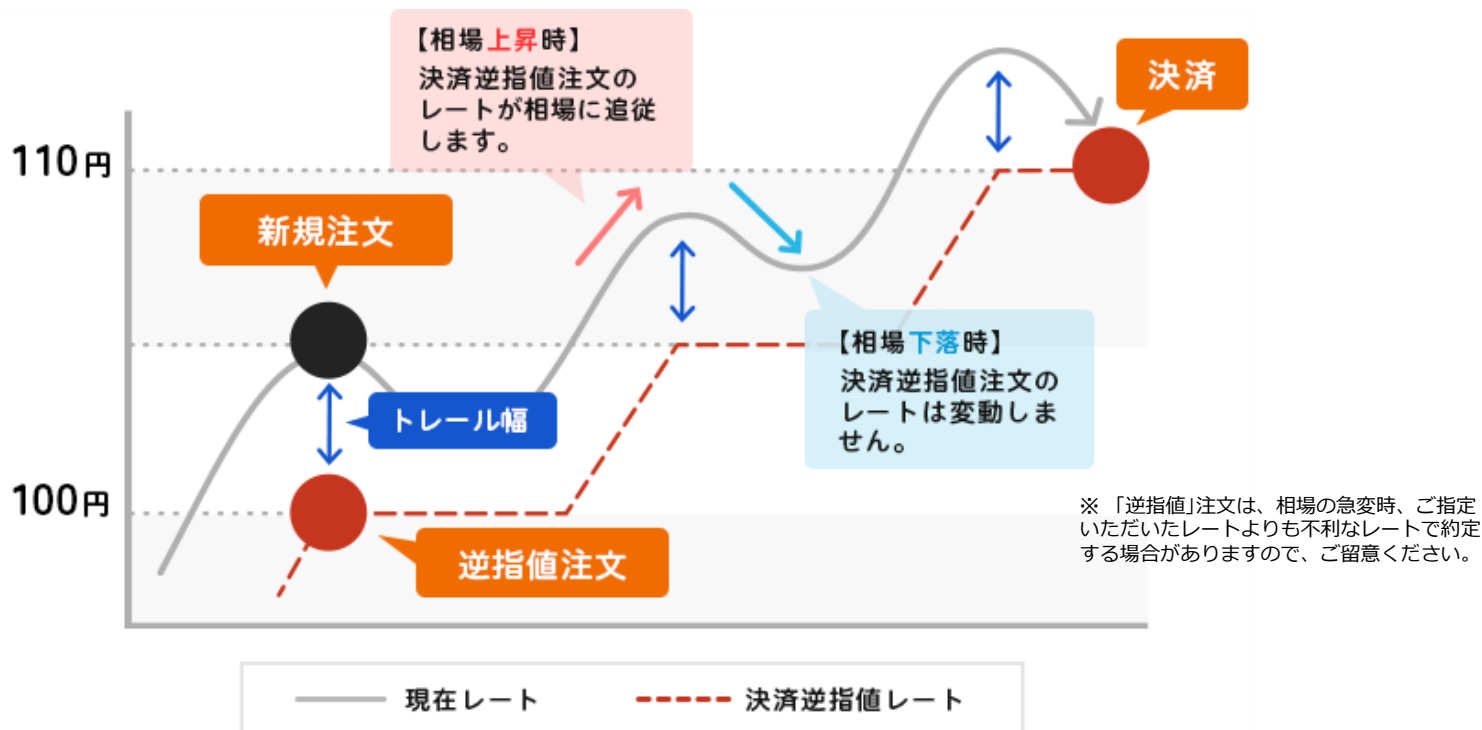 【相場上昇時】
決済逆指値注文の
レートが相場に追従
します。
決済
110円
新規注文
【相場下落時】
決済逆指値注文の
レートは変動しま
せん。
トレール幅
100円
逆指値注文
※ 「逆指値」注文は、相場の急変時、ご指定
いただいたレートよりも不利なレートで約定
する場合がありますので、ご留意ください。
現在レート
決済逆指値レート